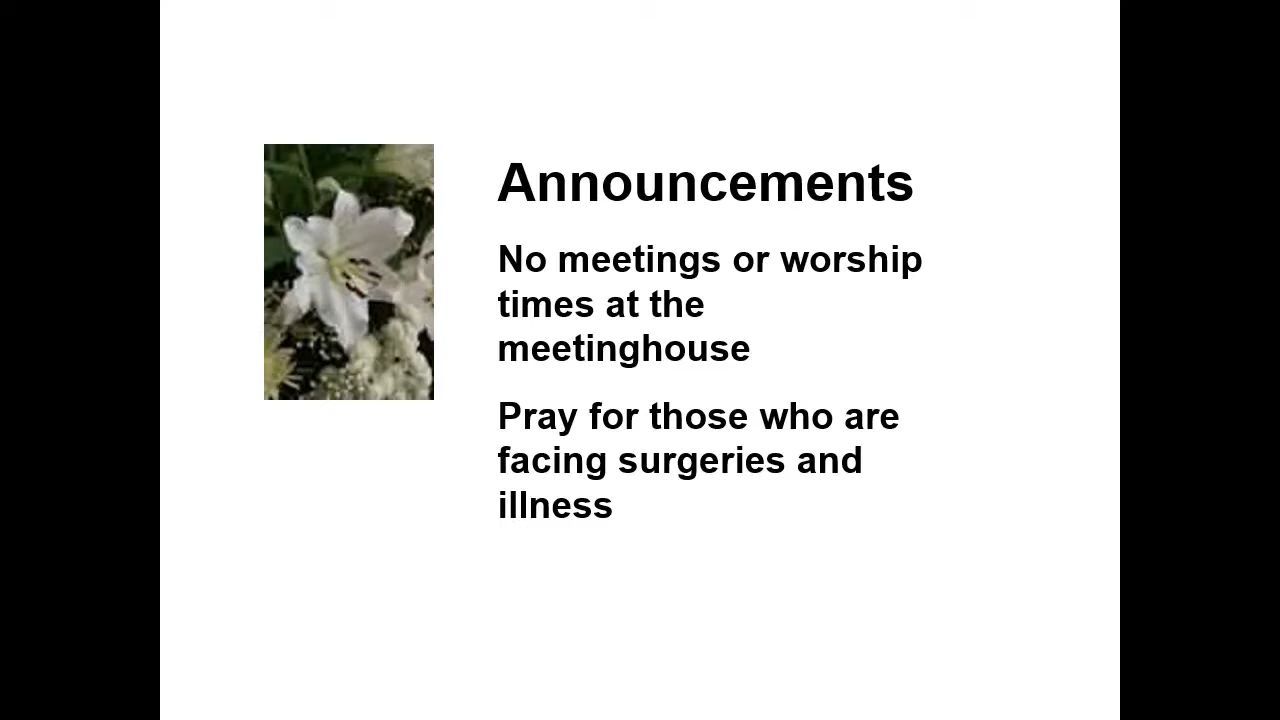 Announcements
No meetings or worship
times at the
meetinghouse
Pray for those who are
facing surgeries and
illness